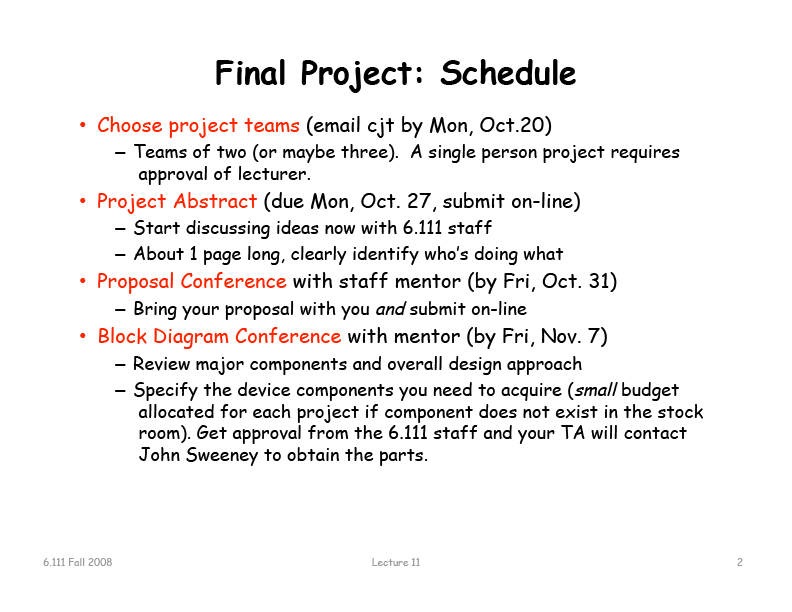 Final Project: Schedule
• Choose project teams (email cjt by Mon, Oct.20)
– Teams of two (or maybe three).  A single person project requires
approval of lecturer.
• Project Abstract (due Mon, Oct. 27, submit on-line)
– Start discussing ideas now with 6.111 staff
– About 1 page long, clearly identify who's doing what
• Proposal Conference with staff mentor (by Fri, Oct. 31)
– Bring your proposal with you and submit on-line
• Block Diagram Conference with mentor (by Fri, Nov. 7)
– Review major components and overall design approach
– Specify the device components you need to acquire (small budget
allocated for each project if component does not exist in the stock
room). Get approval from the 6.111 staff and your TA will contact
John Sweeney to obtain the parts.
6.111 Fall 2008
Lecture 11
2